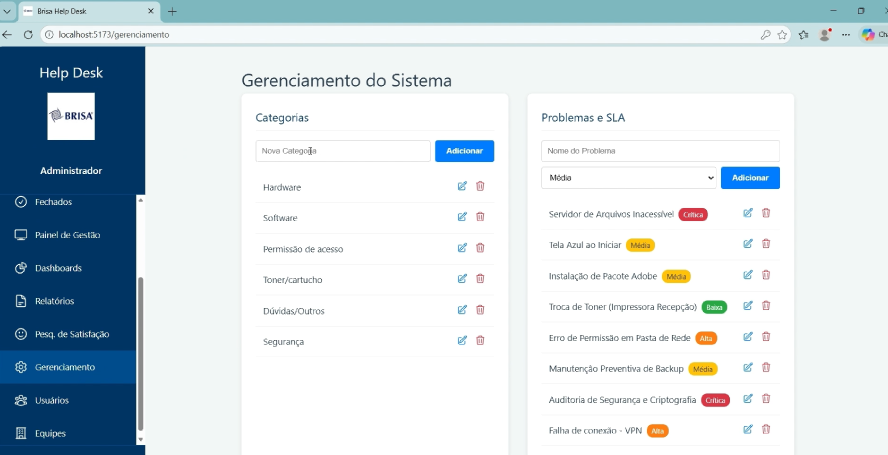 Brisa Help Desk
localhost:5173/gerenciamento
Help Desk
BRISA
Administrador
Fechados
Painel de Gestão
Dashboards
Relatórios
Pesq. de Satisfação
Gerenciamento
Usuários
Equipes
Gerenciamento do Sistema
Categorias
Nova Categoria
Adicionar
Hardware
Software
Permissão de acesso
Toner/cartucho
Dúvidas/Outros
Segurança
Problemas e SLA
Nome do Problema
Média
Adicionar
Servidor de Arquivos Inacessível Crítica
Tela Azul ao Iniciar Média
Instalação de Pacote Adobe Média
Troca de Toner (Impressora Recepção) Baixa
Erro de Permissão em Pasta de Rede Alta
Manutenção Preventiva de Backup Média
Auditoria de Segurança e Criptografia Crítica
Falha de conexão - VPN Alta